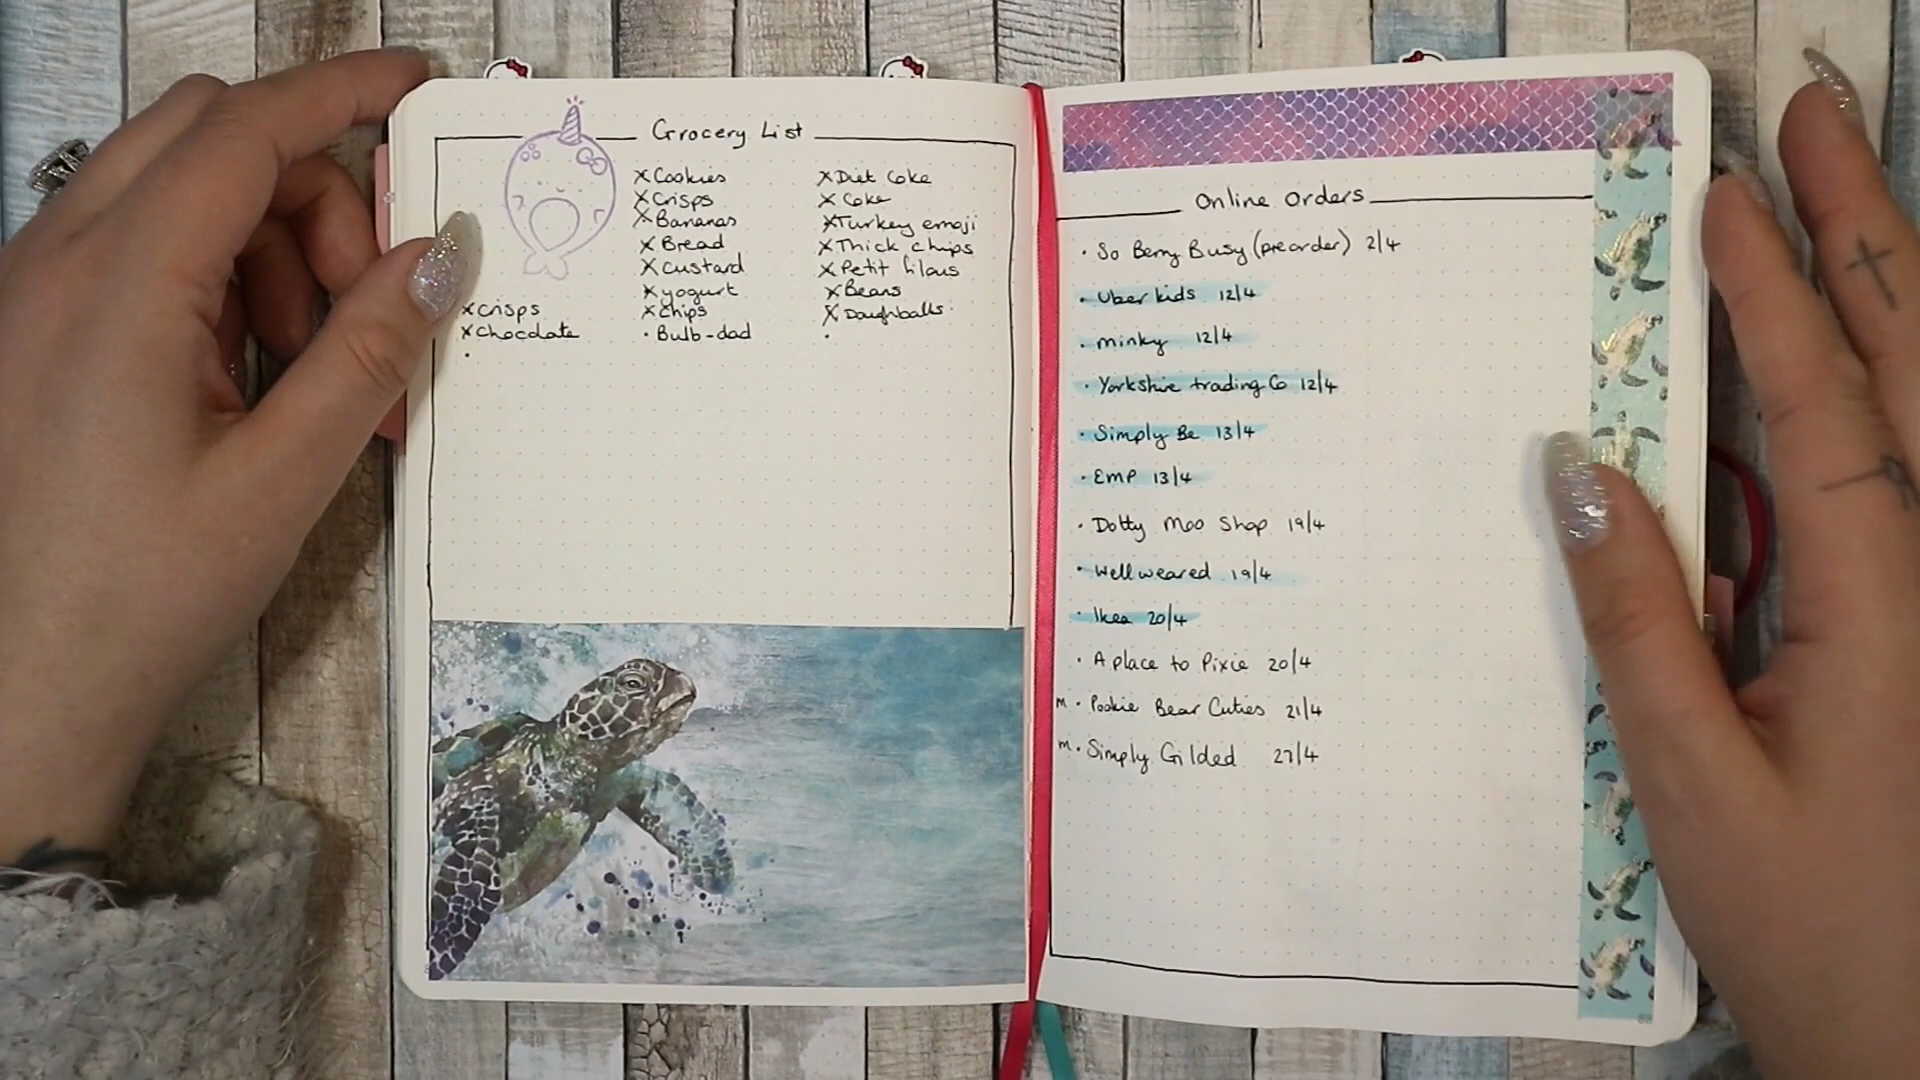 Grocery List
x Crisps
x Chocolate
x Cookies
x Crisps
x Bananas
x Bread
x Custard
x yogurt
x Chips
• Bulb-dad
x Diet Coke
x Coke
x Turkey emoji
x Thick chips
x Petit filous
x Beans
x Doughballs
Online Orders
• So Berry Busy (preorder) 2/4
• Uber kids 12/4
• minky 12/4
• Yorkshire trading Co 12/4
• Simply Be 13/4
• EMP 13/4
• Dotty Moo Shop 19/4
• Well weared 19/4
• Ikea 20/4
• A place to Pixie 20/4
M • Pookie Bear Cuties 21/4
m • Simply Gilded 27/4